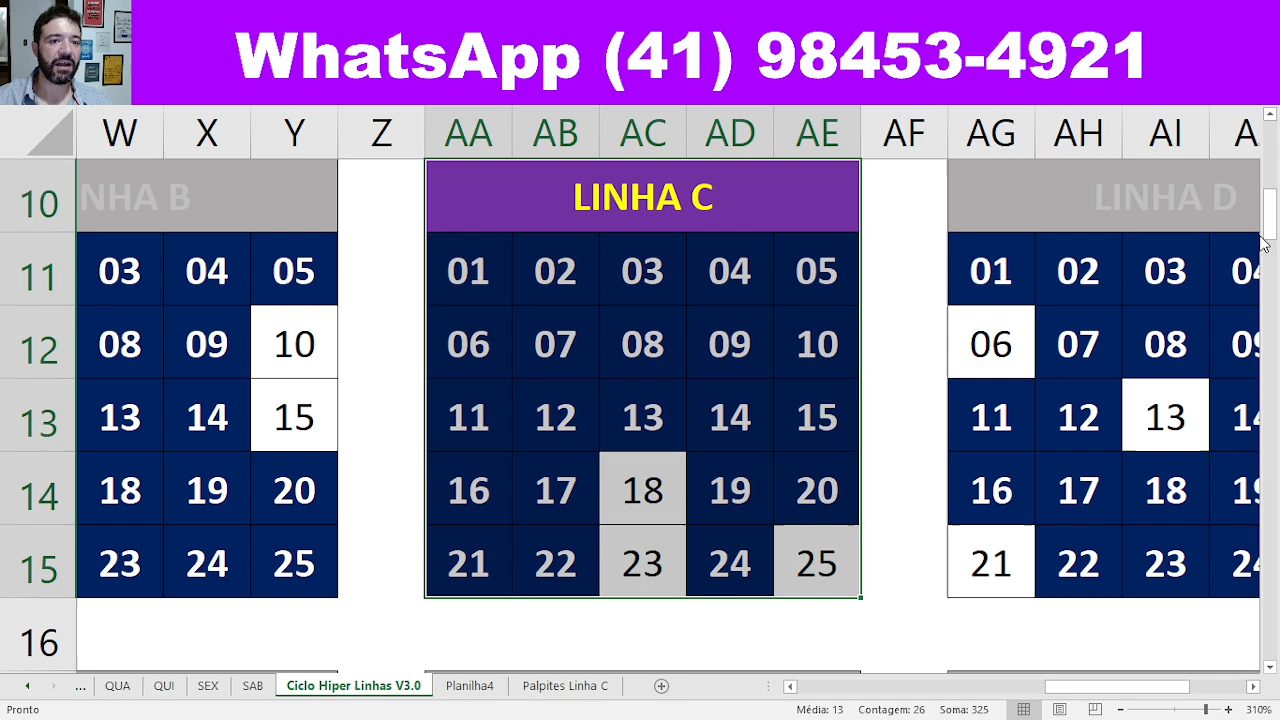 WhatsApp (41) 98453-4921
W X Y Z AA AB AC AD AE AF AG AH AI
10 NHA B LINHA C LINHA D
11 03 04 05 01 02 03 04 05 01 02 03 04
12 08 09 10 06 07 08 09 10 06 07 08 09
13 13 14 15 11 12 13 14 15 11 12 13 14
14 18 19 20 16 17 18 19 20 16 17 18 19
15 23 24 25 21 22 23 24 25 21 22 23 24
16
... QUA QUI SEX SAB Ciclo Hiper Linhas V3.0 Planilha4 Palpites Linha C
Pronto Média: 13 Contagem: 26 Soma: 325 310%